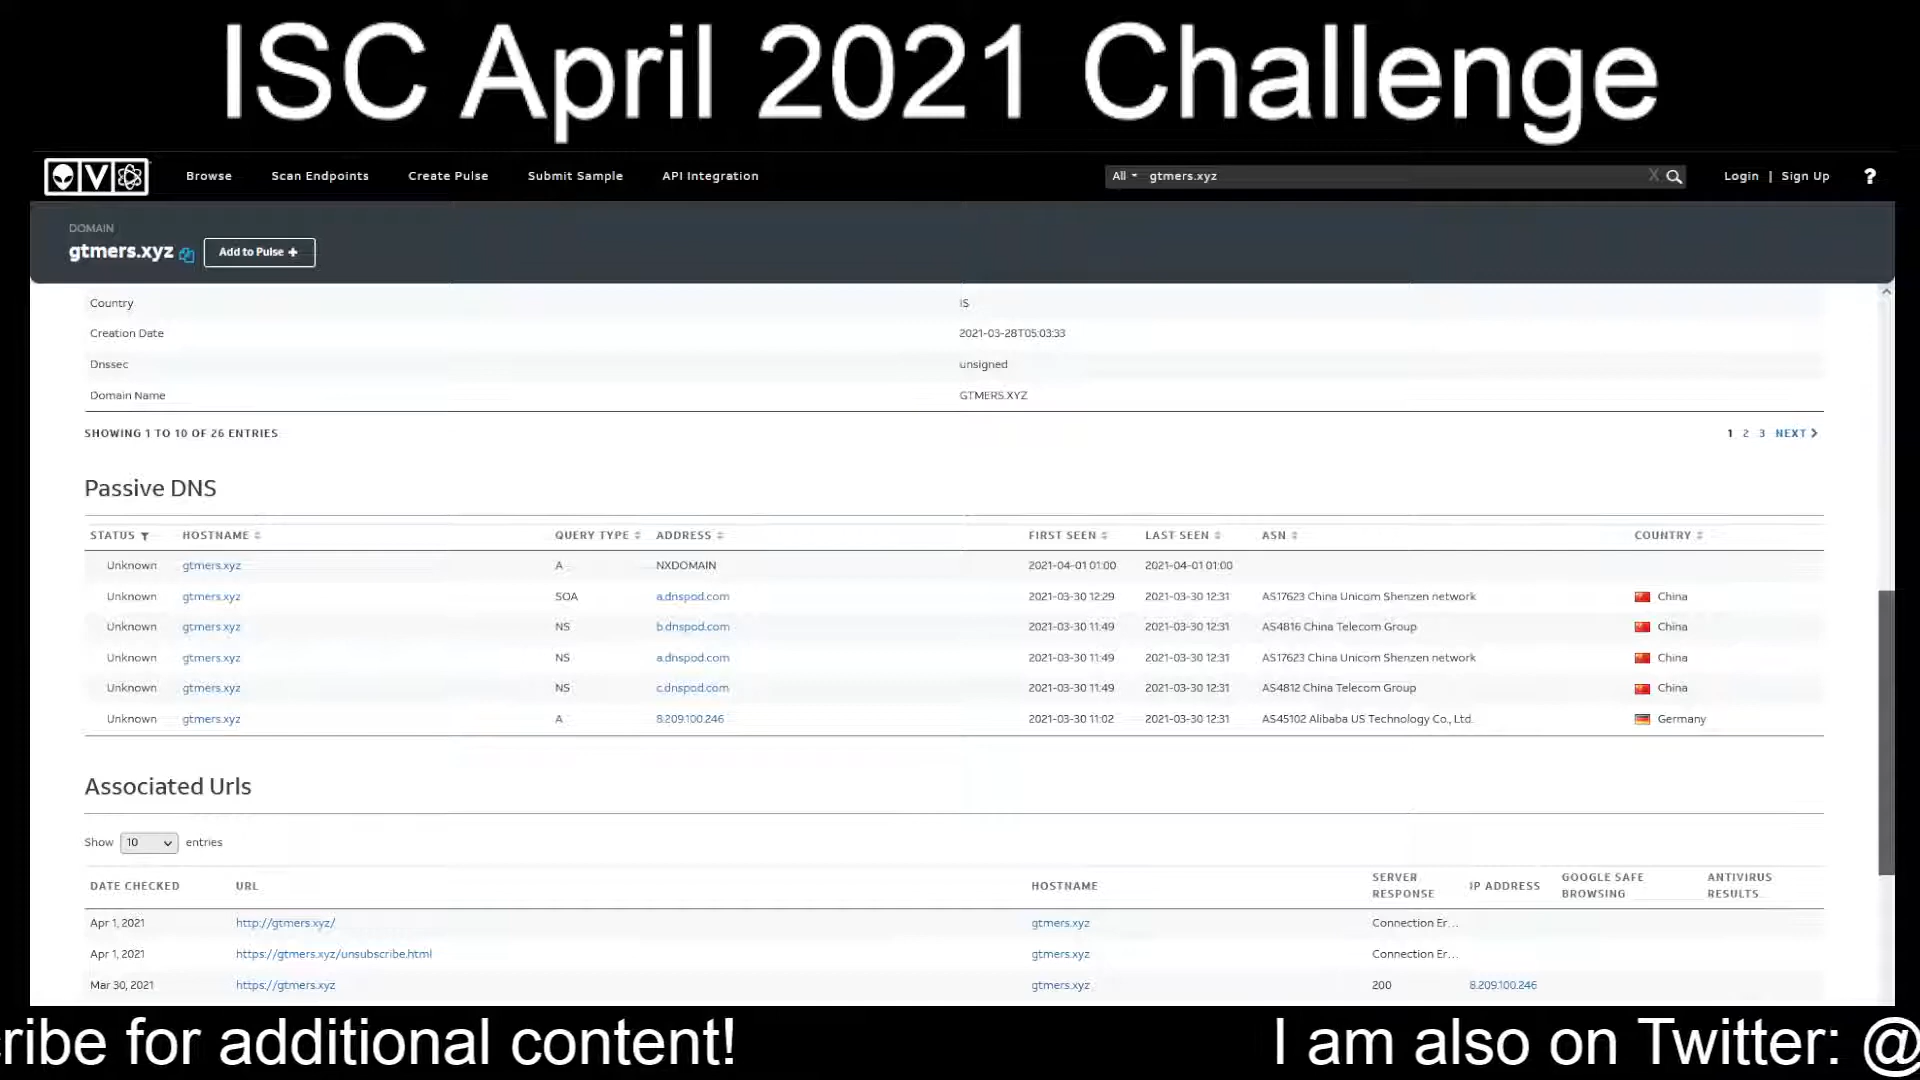 ISC April 2021 Challenge
Browse Scan Endpoints Create Pulse Submit Sample API Integration All gtmers.xyz X Login | Sign Up ?
DOMAIN
gtmers.xyz Add to Pulse +
Country IS
Creation Date 2021-03-28T05:03:33
Dnssec unsigned
Domain Name GTMERS.XYZ
SHOWING 1 TO 10 OF 26 ENTRIES 1 2 3 NEXT
Passive DNS
STATUS HOSTNAME QUERY TYPE ADDRESS FIRST SEEN LAST SEEN ASN COUNTRY
Unknown gtmers.xyz A NXDOMAIN 2021-04-01 01:00 2021-04-01 01:00
Unknown gtmers.xyz SOA a.dnspod.com 2021-03-30 12:29 2021-03-30 12:31 AS17623 China Unicom Shenzen network China
Unknown gtmers.xyz NS b.dnspod.com 2021-03-30 11:49 2021-03-30 12:31 AS4816 China Telecom Group China
Unknown gtmers.xyz NS a.dnspod.com 2021-03-30 11:49 2021-03-30 12:31 AS17623 China Unicom Shenzen network China
Unknown gtmers.xyz NS c.dnspod.com 2021-03-30 11:49 2021-03-30 12:31 AS4812 China Telecom Group China
Unknown gtmers.xyz A 8.209.100.246 2021-03-30 11:02 2021-03-30 12:31 AS45102 Alibaba US Technology Co., Ltd. Germany
Associated Urls
Show 10 entries
DATE CHECKED URL HOSTNAME SERVER RESPONSE IP ADDRESS GOOGLE SAFE BROWSING ANTIVIRUS RESULTS
Apr 1, 2021 http://gtmers.xyz/ gtmers.xyz Connection Er...
Apr 1, 2021 https://gtmers.xyz/unsubscribe.html gtmers.xyz Connection Er...
Mar 30, 2021 https://gtmers.xyz gtmers.xyz 200 8.209.100.246
ribe for additional content! I am also on Twitter: @